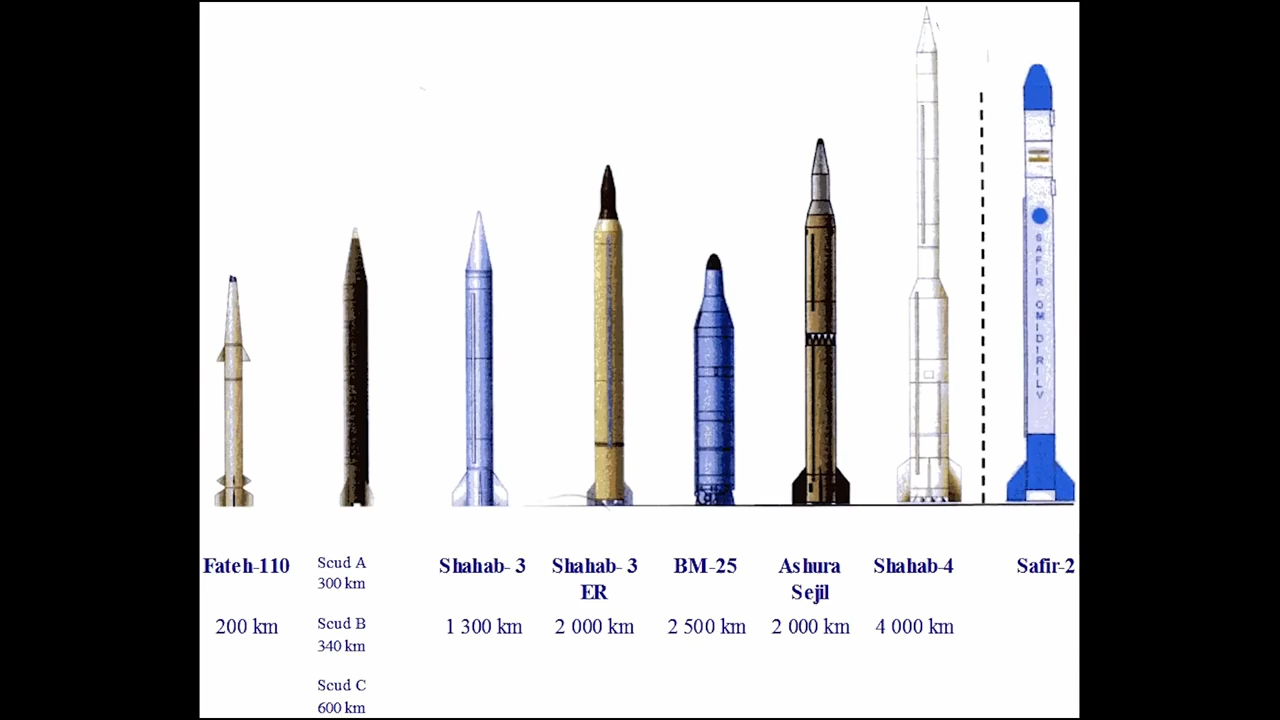 SAFIR OMIDIRILV
Fateh-110
200 km
Scud A
300 km
Scud B
340 km
Scud C
600 km
Shahab- 3
1 300 km
Shahab- 3
ER
2 000 km
BM-25
2 500 km
Ashura
Sejil
2 000 km
Shahab-4
4 000 km
Safir-2